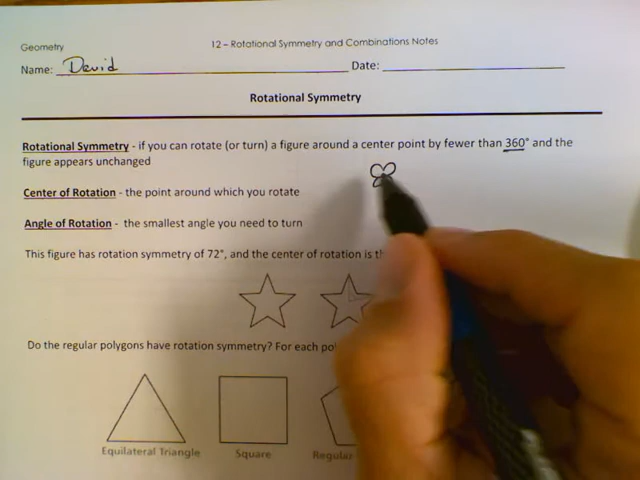 Geometry
12 – Rotational Symmetry and Combinations Notes
Name: David
Date:
Rotational Symmetry
Rotational Symmetry - if you can rotate (or turn) a figure around a center point by fewer than 360° and the
figure appears unchanged
Center of Rotation - the point around which you rotate
Angle of Rotation - the smallest angle you need to turn
This figure has rotation symmetry of 72°, and the center of rotation is
Do the regular polygons have rotation symmetry? For each
Equilateral Triangle
Square
Regular